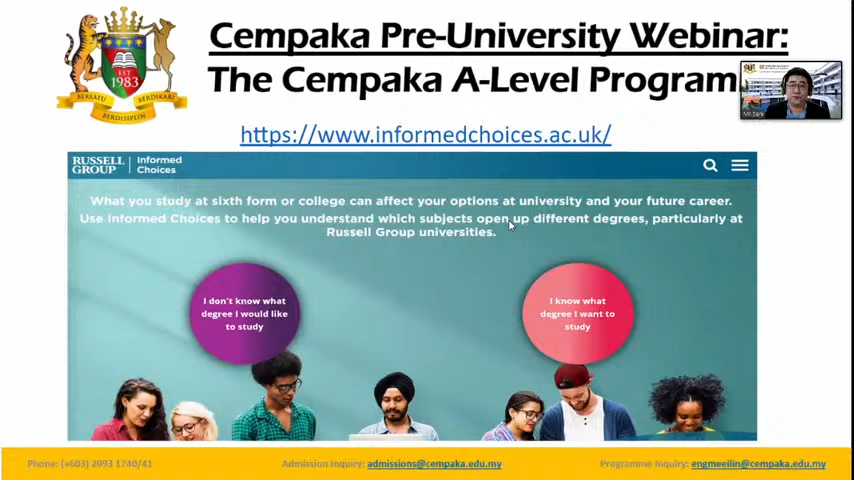 Cempaka Pre-University Webinar:
The Cempaka A-Level Program
https://www.informedchoices.ac.uk/
EST
1983
BERSATU
BERDIKARI
BERDISIPLIN
RUSSELL GROUP
Informed Choices
What you study at sixth form or college can affect your options at university and your future career.
Use Informed Choices to help you understand which subjects open up different degrees, particularly at
Russell Group universities.
I don't know what
degree I would like
to study
I know what
degree I want to
study
Phone: (+603) 2093 1740/41
Admission Inquiry: admissions@cempaka.edu.my
Programme Inquiry: engmeeilin@cempaka.edu.my